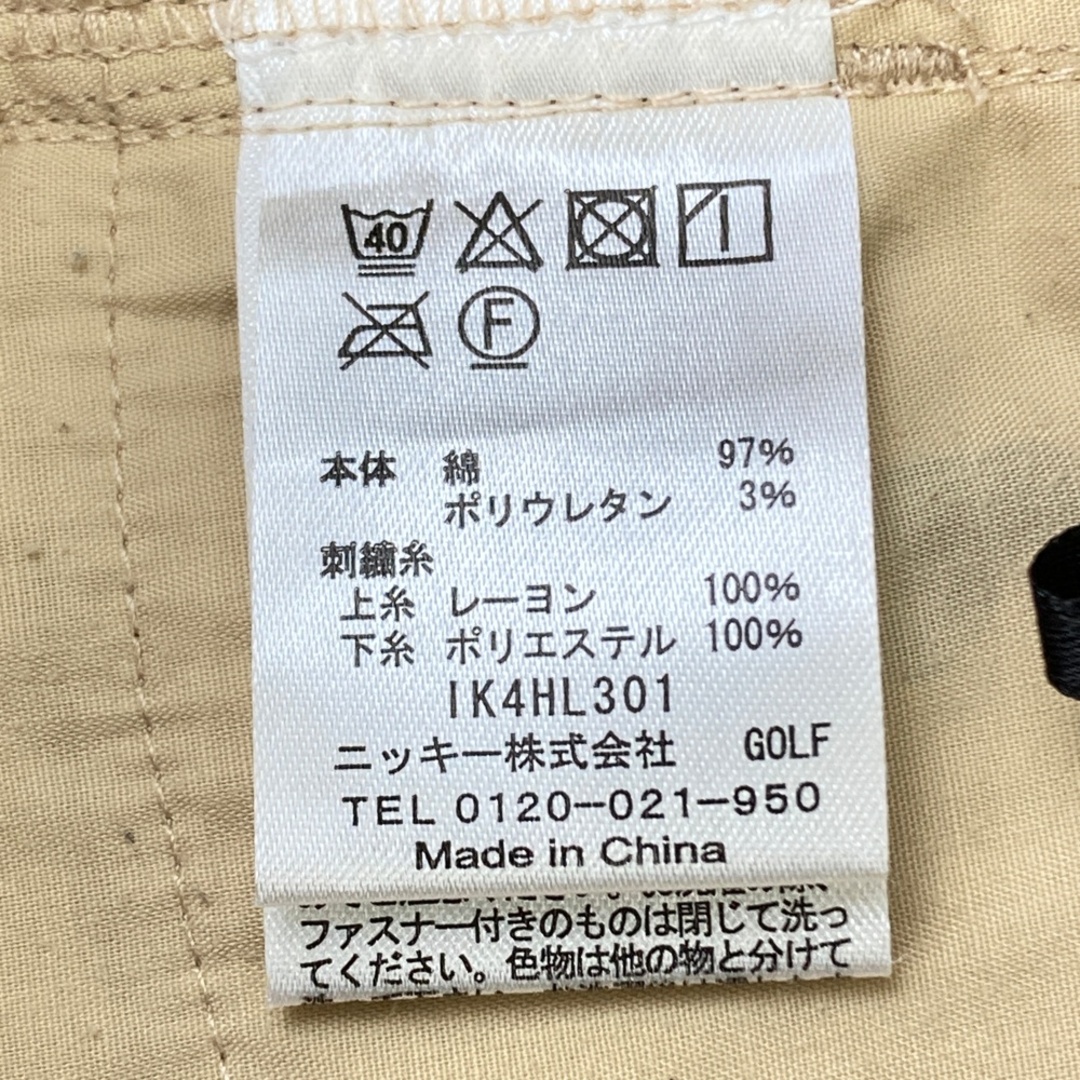 40
F
本体 綿 97%
ポリウレタン 3%
刺繍糸
上糸 レーヨン 100%
下糸 ポリエステル 100%
IK4HL301
ニッキー株式会社 GOLF
TEL 0120-021-950
Made in China
ファスナー付きのものは閉じて洗っ
てください。色物は他の物と分けて